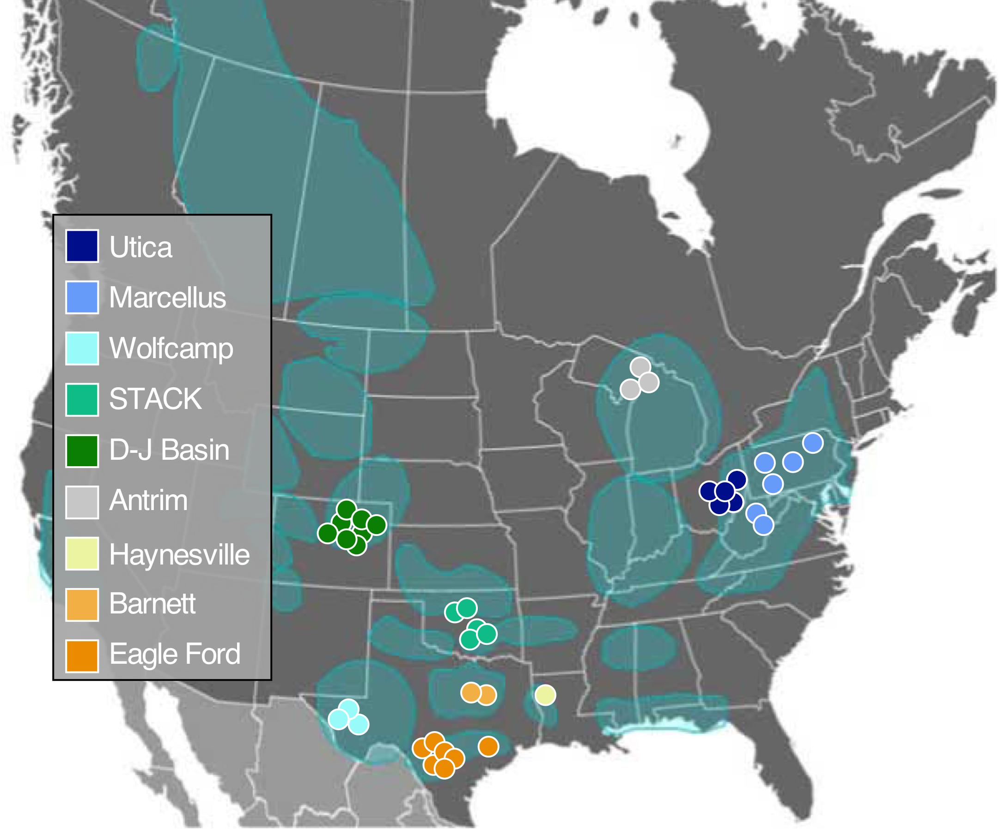 Utica
Marcellus
Wolfcamp
STACK
D-J Basin
Antrim
Haynesville
Barnett
Eagle Ford